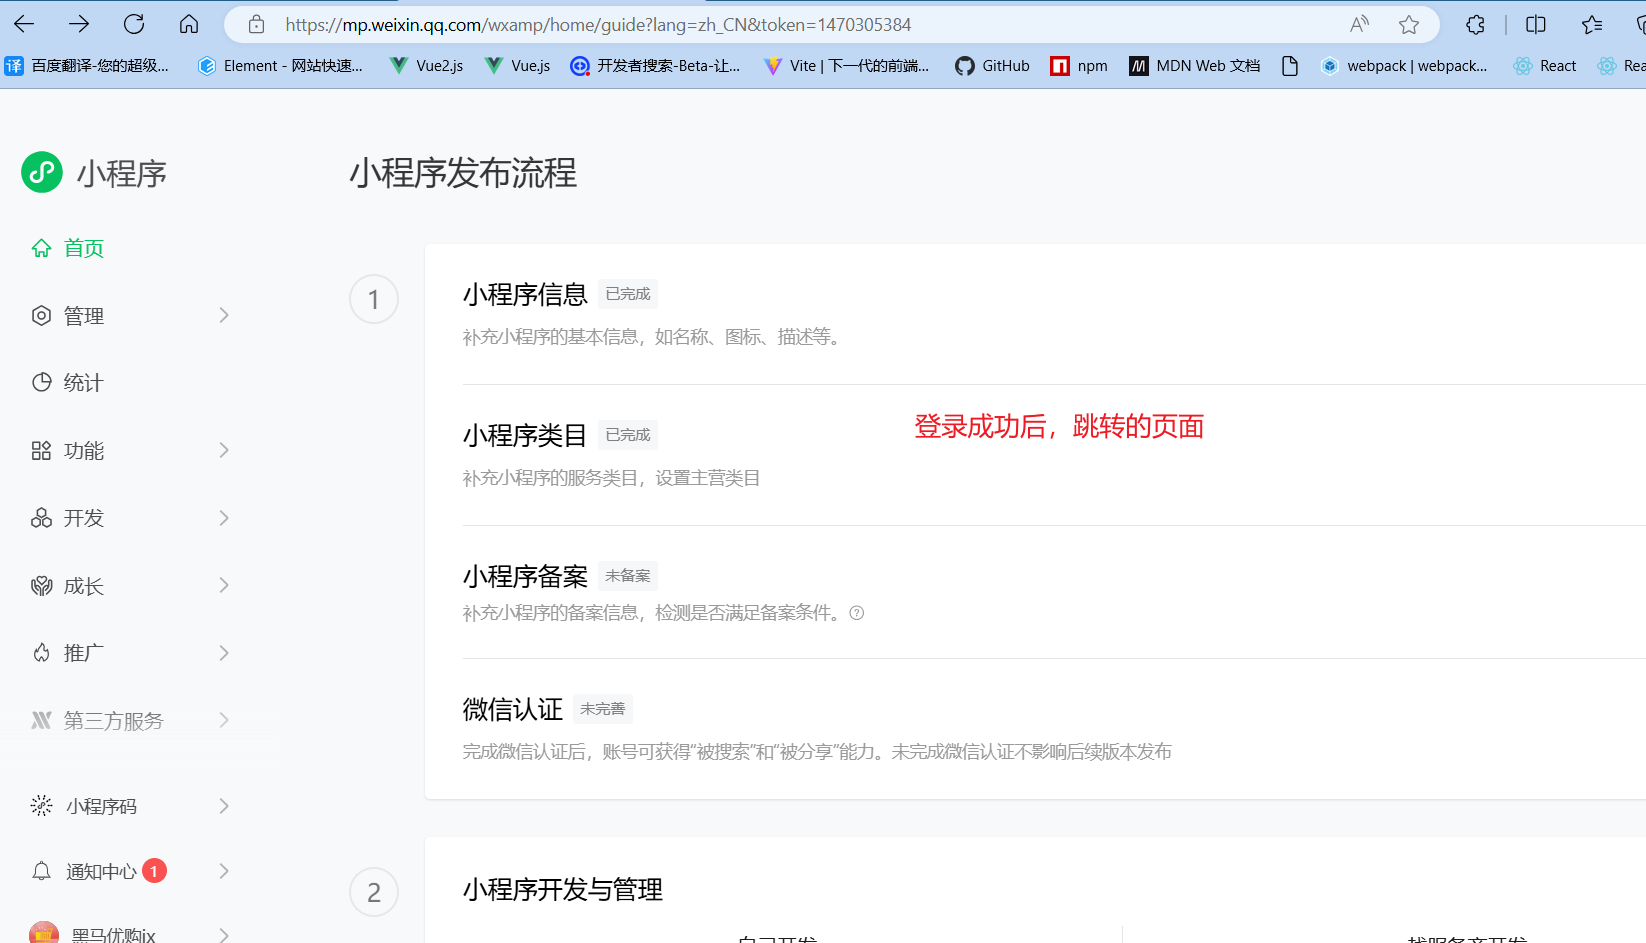 https://mp.weixin.qq.com/wxamp/home/guide?lang=zh_CN&token=1470305384
译 百度翻译-您的超级... Element - 网站快速... Vue2.js Vue.js 开发者搜索-Beta-让... Vite | 下一代的前端... GitHub npm MDN Web 文档 webpack | webpack... React Rea
小程序
小程序发布流程
首页
管理
统计
功能
开发
成长
推广
第三方服务
小程序码
通知中心 1
黑马优购jx
1
小程序信息 已完成
补充小程序的基本信息，如名称、图标、描述等。
小程序类目 已完成
补充小程序的服务类目，设置主营类目
登录成功后，跳转的页面
小程序备案 未备案
补充小程序的备案信息，检测是否满足备案条件。
微信认证 未完善
完成微信认证后，账号可获得“被搜索”和“被分享”能力。未完成微信认证不影响后续版本发布
2
小程序开发与管理
自己开发 找服务商开发